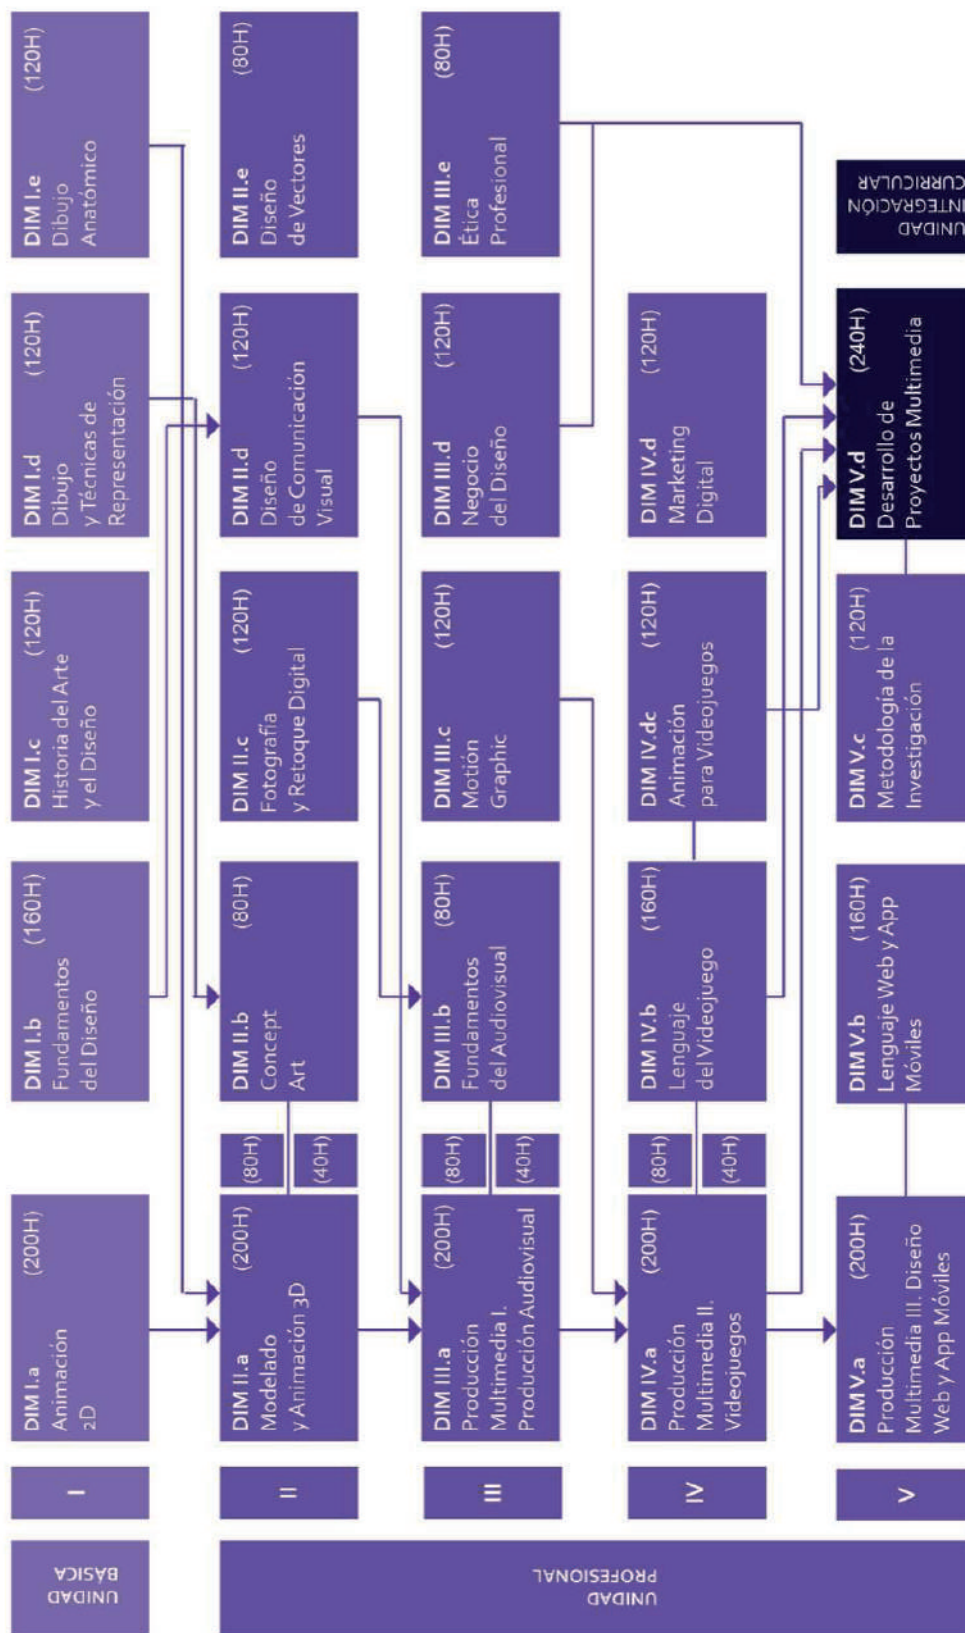 UNIDAD
BÁSICA
I
DIM I.a (200H)
Animación
2D
DIM I.b (160H)
Fundamentos
del Diseño
DIM I.c (120H)
Historia del Arte
y el Diseño
DIM I.d (120H)
Dibujo
y Técnicas de
Representación
DIM I.e (120H)
Dibujo
Anatómico
UNIDAD
PROFESIONAL
II
DIM II.a (200H)
Modelado
y Animación 3D
(80H)
(40H)
DIM II.b (80H)
Concept
Art
DIM II.c (120H)
Fotografía
y Retoque Digital
DIM II.d (120H)
Diseño
de Comunicación
Visual
DIM II.e (80H)
Diseño
de Vectores
III
DIM III.a (200H)
Producción
Multimedia I.
Producción Audiovisual
(80H)
(40H)
DIM III.b (80H)
Fundamentos
del Audiovisual
DIM III.c (120H)
Motión
Graphic
DIM III.d (120H)
Negocio
del Diseño
DIM III.e (80H)
Ética
Profesional
IV
DIM IV.a (200H)
Producción
Multimedia II.
Videojuegos
(80H)
(40H)
DIM IV.b (160H)
Lenguaje
del Videojuego
DIM IV.dc (120H)
Animación
para Videojuegos
DIM IV.d (120H)
Marketing
Digital
V
DIM V.a (200H)
Producción
Multimedia III. Diseño
Web y App Móviles
DIM V.b (160H)
Lenguaje Web y App
Móviles
DIM V.c (120H)
Metodología de la
Investigación
DIM V.d (240H)
Desarrollo de
Proyectos Multimedia
UNIDAD
INTEGRACIÓN
CURRICULAR